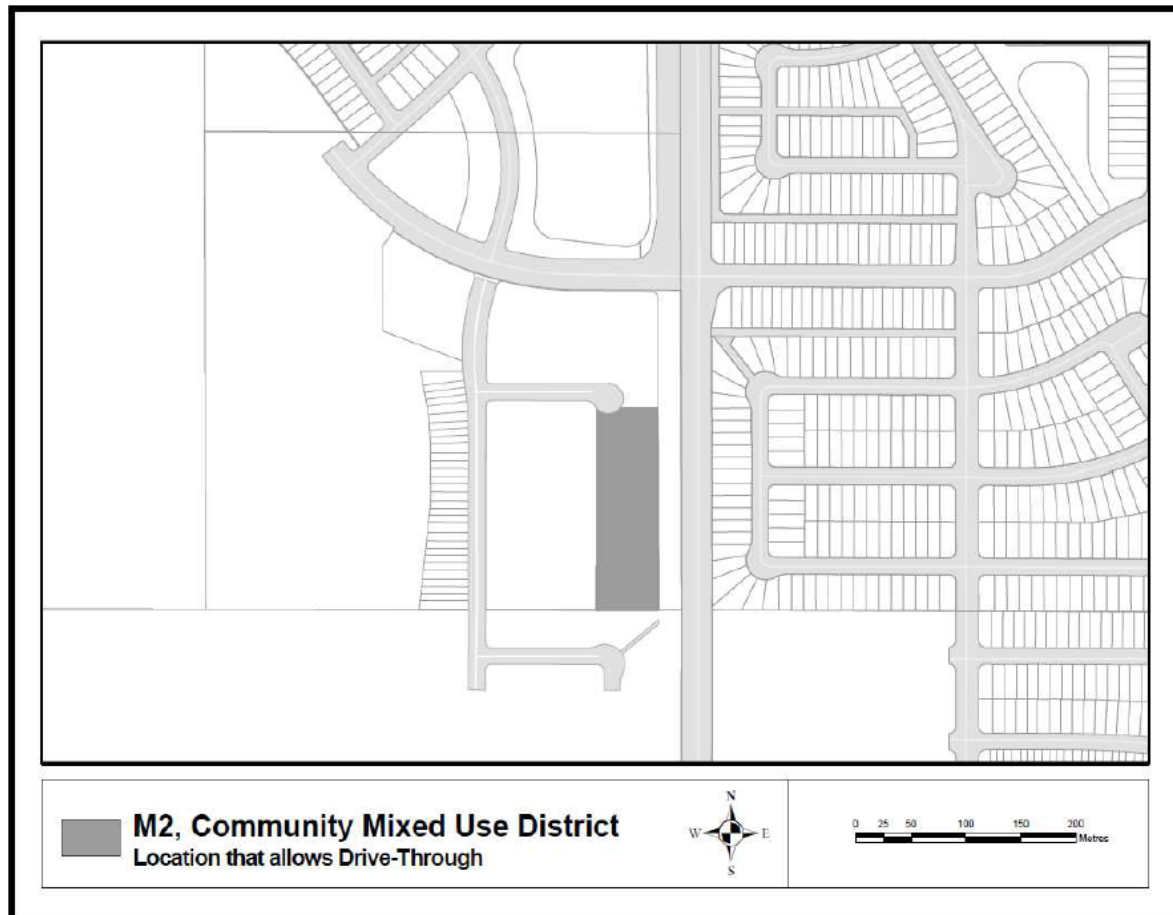 M2, Community Mixed Use District
Location that allows Drive-Through
N
W E
S
0 25 50 100 150 200
Metres